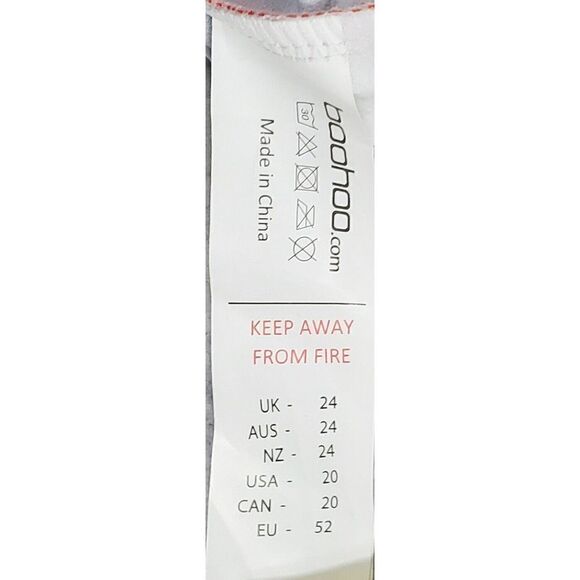 boohoo.com
30
Made in China
KEEP AWAY
FROM FIRE
UK - 24
AUS - 24
NZ - 24
USA - 20
CAN - 20
EU - 52